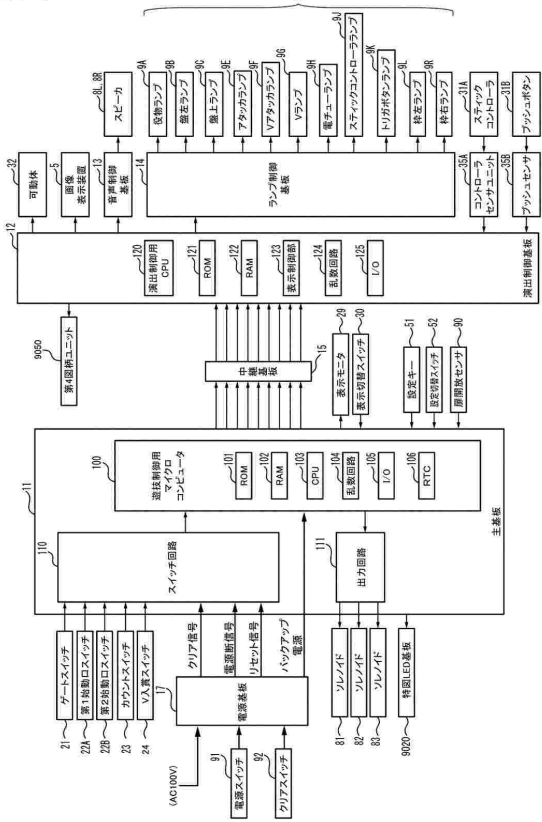 8L, 8R
スピーカ
9A
役物ランプ
9B
盤左ランプ
9C
盤上ランプ
9E
アタッカランプ
9F
Vアタッカランプ
9G
Vランプ
9H
電チューランプ
9J
スティックコントローラランプ
9K
トリガボタンランプ
9L
枠左ランプ
9R
枠右ランプ
31A
スティック
コントローラ
31B
プッシュボタン
32
可動体
5
画像
表示装置
13
音声制御
基板
14
ランプ制御
基板
35A
コントローラ
センサユニット
35B
プッシュセンサ
12
120
演出制御用
CPU
121
ROM
122
RAM
123
表示制御部
124
乱数回路
125
I/O
演出制御基板
9050
第4図柄ユニット
中継基板
15
表示モニタ
29
表示切替スイッチ
30
設定キー
51
設定切替スイッチ
52
扉開放センサ
90
11
100
遊技制御用
マイクロ
コンピュータ
101
ROM
102
RAM
103
CPU
104
乱数回路
105
I/O
106
RTC
主基板
110
スイッチ回路
111
出力回路
クリア信号
電源断信号
リセット信号
バックアップ
電源
ゲートスイッチ
21
第1始動口スイッチ
22A
第2始動口スイッチ
22B
カウントスイッチ
23
V入賞スイッチ
24
17
電源基板
ソレノイド
81
ソレノイド
82
ソレノイド
83
特図LED基板
9020
(AC100V)
91
電源スイッチ
92
クリアスイッチ